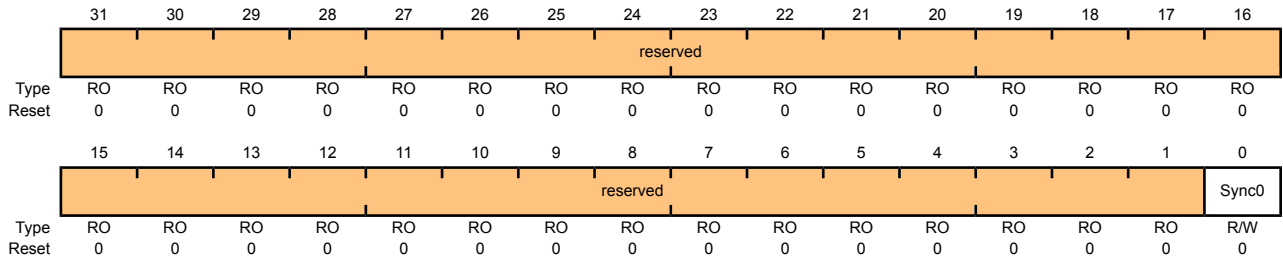 31 30 29 28 27 26 25 24 23 22 21 20 19 18 17 16
reserved
Type RO RO RO RO RO RO RO RO RO RO RO RO RO RO RO RO
Reset 0 0 0 0 0 0 0 0 0 0 0 0 0 0 0 0
15 14 13 12 11 10 9 8 7 6 5 4 3 2 1 0
reserved Sync0
Type RO RO RO RO RO RO RO RO RO RO RO RO RO RO RO R/W
Reset 0 0 0 0 0 0 0 0 0 0 0 0 0 0 0 0